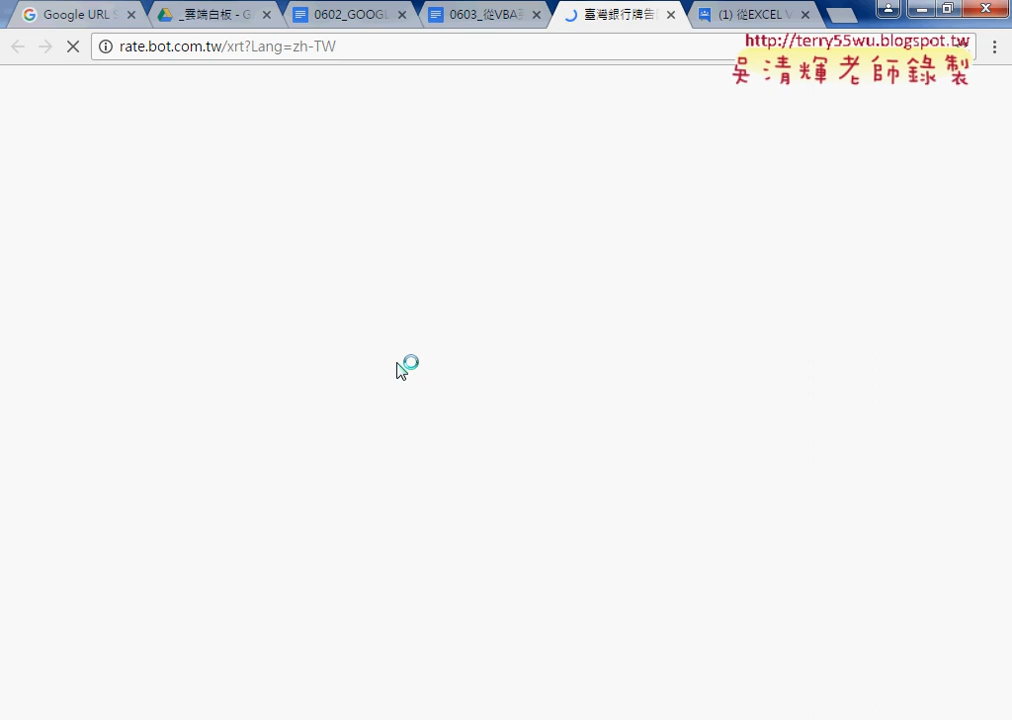 Google URL S
_雲端白板 - G
0602_GOOGL
0603_從VBA
臺灣銀行牌告
(1) 從EXCEL V
rate.bot.com.tw/xrt?Lang=zh-TW
http://terry55wu.blogspot.tw
吳清輝老師錄製